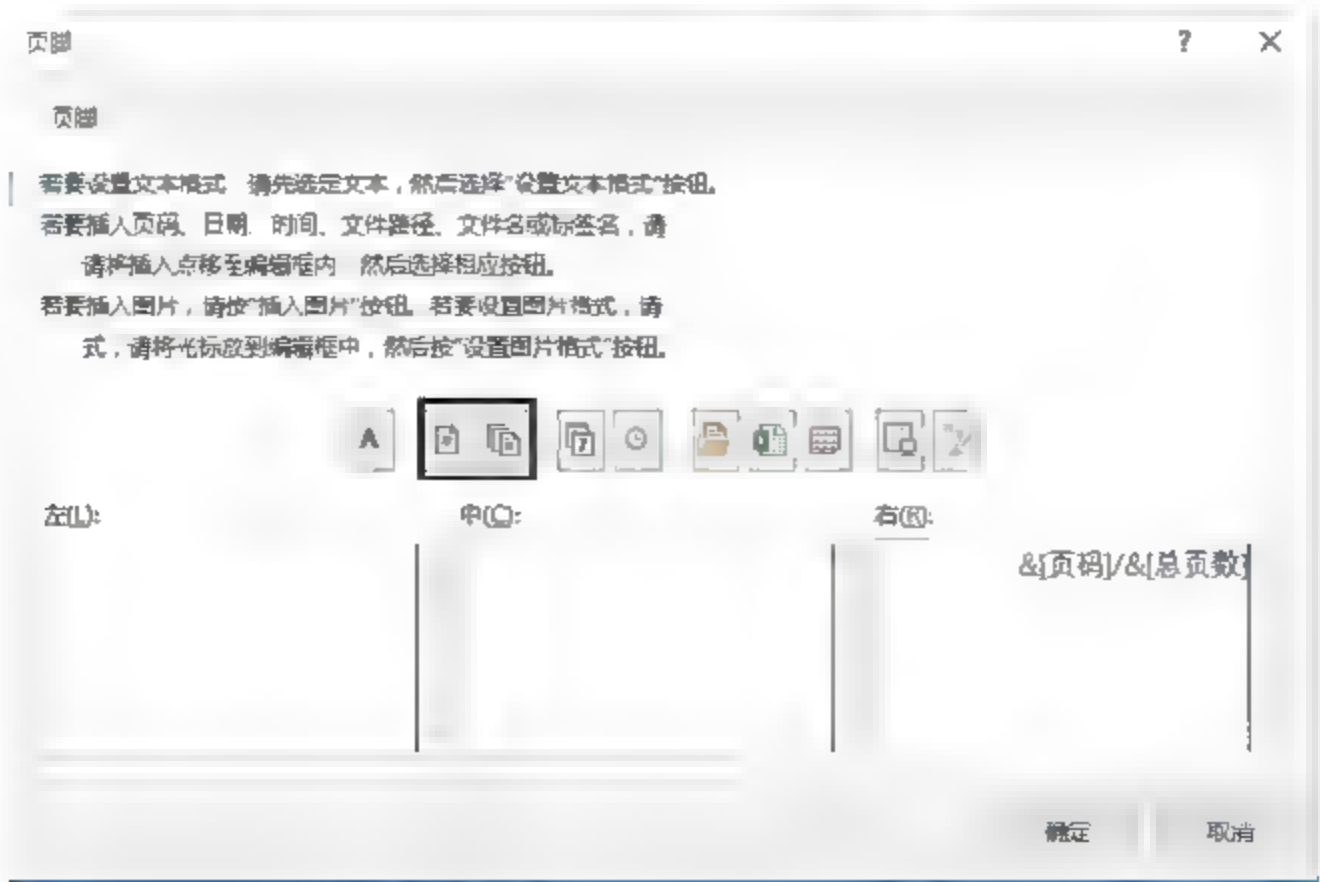 页脚
?
页脚
若要设置文本格式，请先选定文本，然后选择"设置文本格式"按钮。
若要插入页码、日期、时间、文件路径、文件名或标签名，请
请将插入点移至编辑框内，然后选择相应按钮。
若要插入图片，请按"插入图片"按钮。若要设置图片格式，请
式，请将光标放到编辑框中，然后按"设置图片格式"按钮。
A
7
左(L):
中(C):
右(R):
&[页码]/&[总页数]
确定
取消